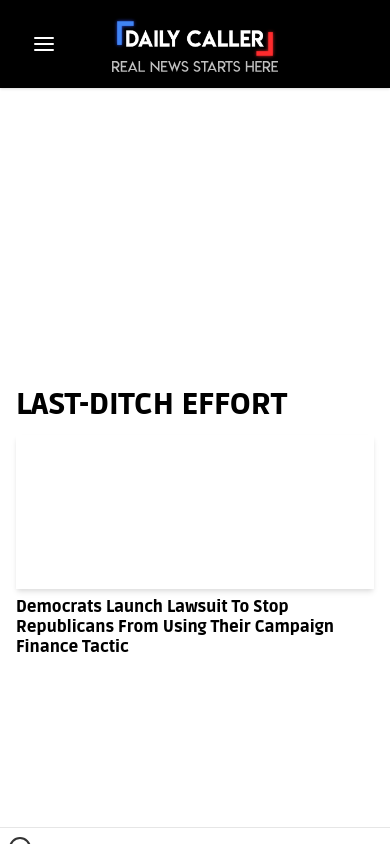 DAILY CALLER
REAL NEWS STARTS HERE
LAST-DITCH EFFORT
Democrats Launch Lawsuit To Stop
Republicans From Using Their Campaign
Finance Tactic